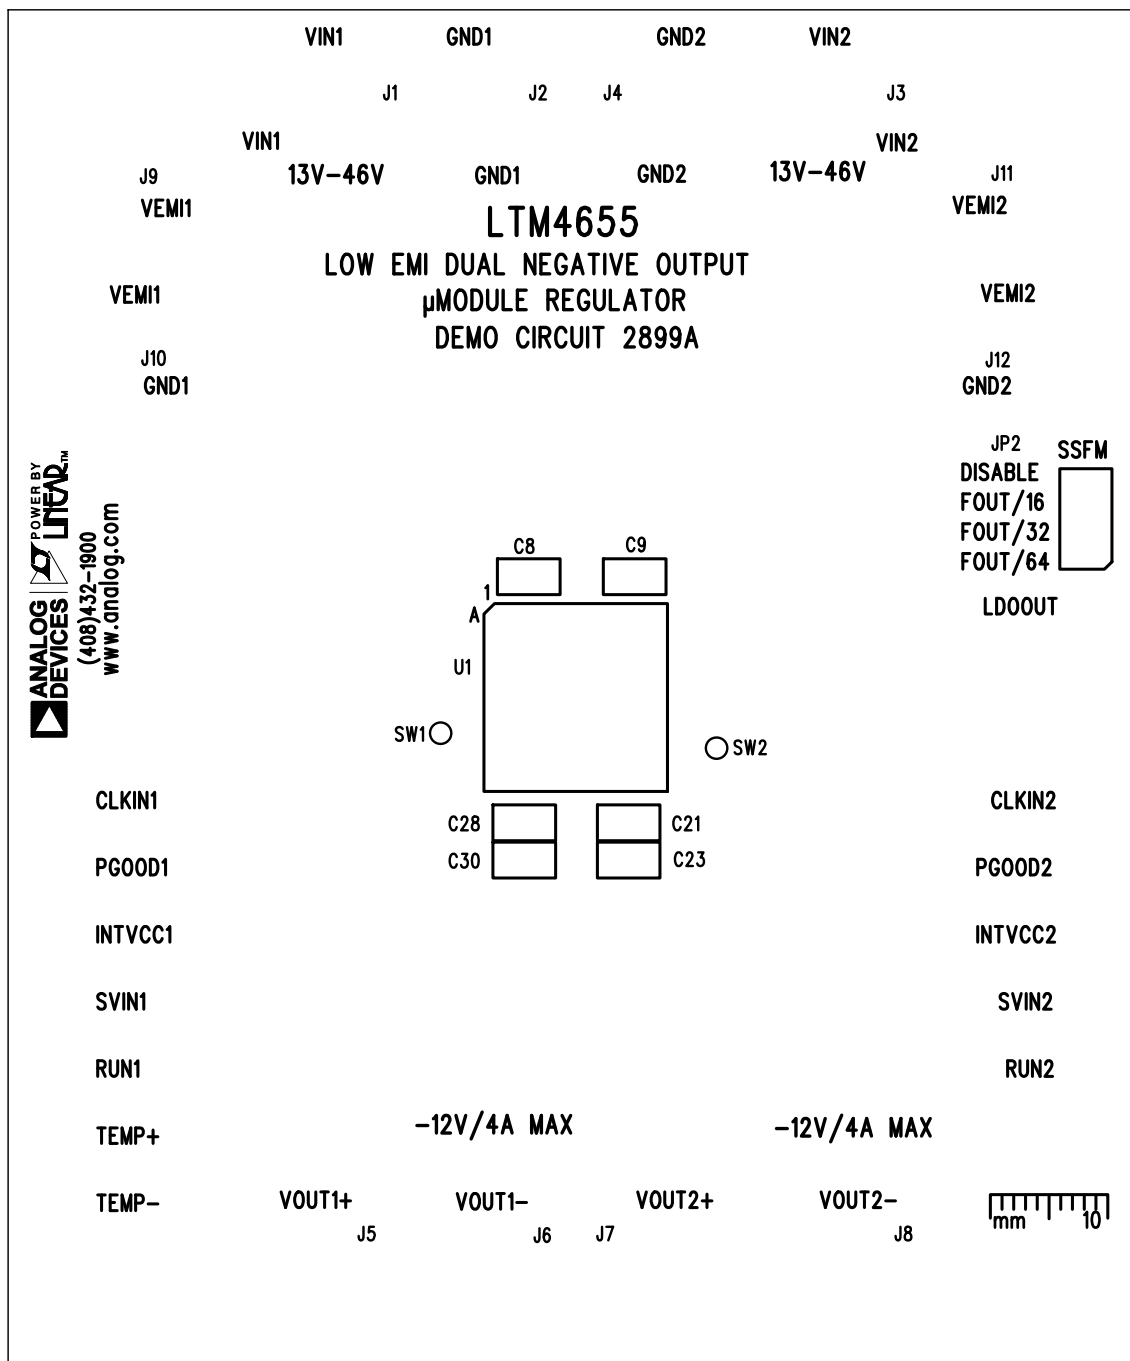 VIN1 GND1 GND2 VIN2
J1 J2 J4 J3
VIN1 VIN2
13V-46V GND1 GND2 13V-46V
J9 J11
VEMI1 VEMI2
LTM4655
LOW EMI DUAL NEGATIVE OUTPUT
VEMI1 µMODULE REGULATOR VEMI2
DEMO CIRCUIT 2899A
J10 J12
GND1 GND2
JP2 SSFM
DISABLE
FOUT/16
FOUT/32
FOUT/64
LDOOUT
ANALOG DEVICES
POWER BY LINEAR™
(408)432-1900
www.analog.com
C8 C9
1
A
U1
SW1 SW2
CLKIN1 CLKIN2
C28 C21
C30 C23
PGOOD1 PGOOD2
INTVCC1 INTVCC2
SVIN1 SVIN2
RUN1 RUN2
-12V/4A MAX -12V/4A MAX
TEMP+
TEMP- VOUT1+ VOUT1- VOUT2+ VOUT2-
mm 10
J5 J6 J7 J8